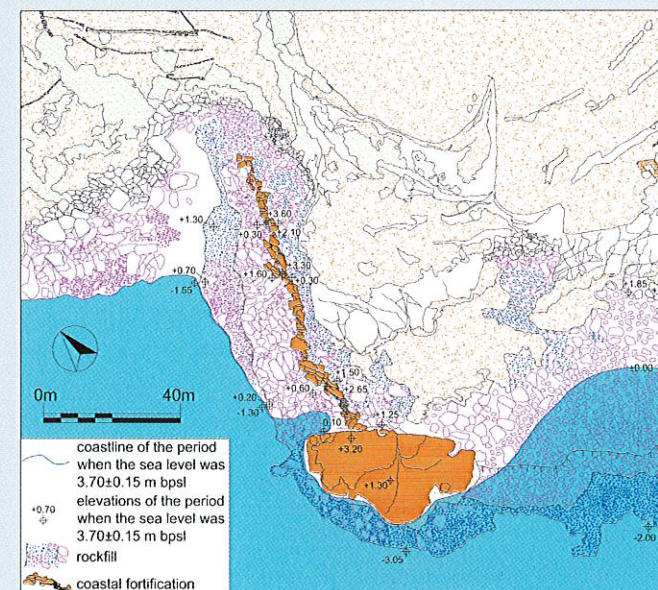 +1.30
+3.60
+0.30
+2.10
+3.30
+1.60
+0.30
+0.70
-1.55
+1.85
±0.00
+1.50
+0.60
+2.65
+0.20
-1.30
+1.25
-0.10
+3.20
+1.30
-2.00
-3.05
0m 40m
coastline of the period
when the sea level was
3.70±0.15 m bpsl
+0.70
elevations of the period
when the sea level was
3.70±0.15 m bpsl
rockfill
coastal fortification